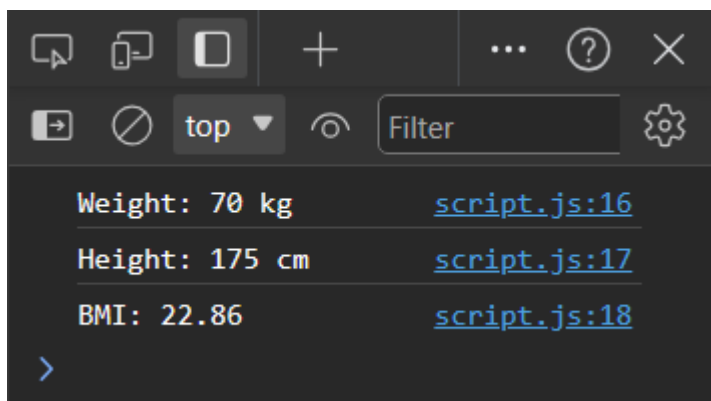 top Filter
Weight: 70 kg script.js:16
Height: 175 cm script.js:17
BMI: 22.86 script.js:18